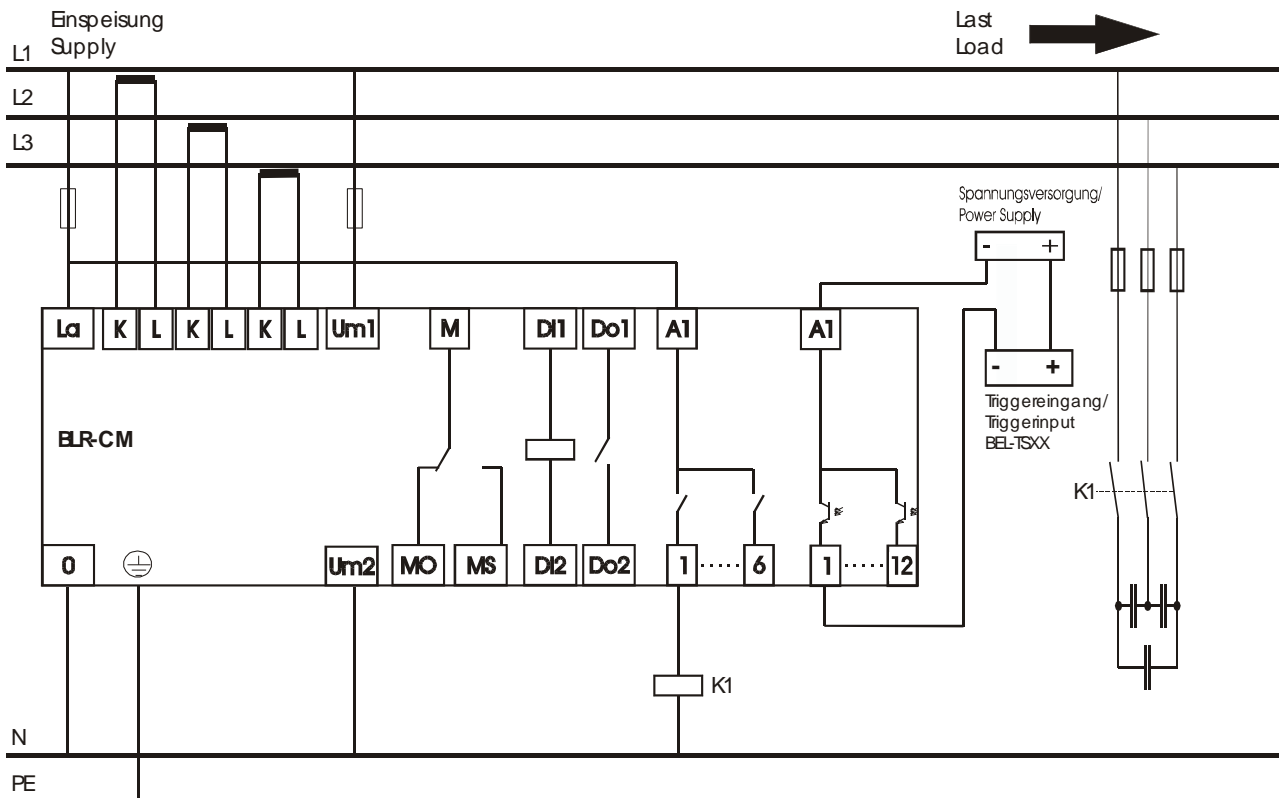 Einspeisung
Supply
Last
Load
L1
L2
L3
Spannungsversorgung/
Power Supply
- +
La K L K L K L Um1 M DI1 Do1 A1 A1
- +
Triggereingang/
Triggerinput
BEL-TSXX
BLR-CM
K1
0 Um2 MO MS DI2 Do2 1 ..... 6 1 ..... 12
K1
N
PE